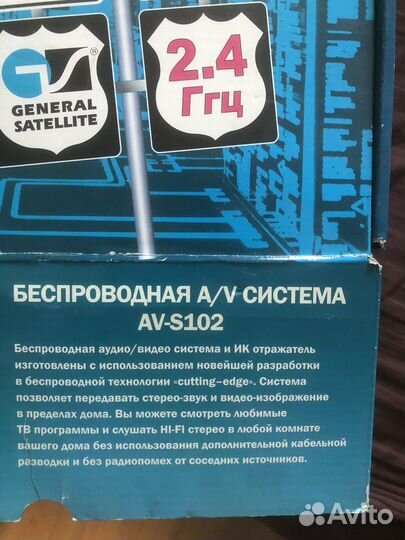 GENERAL
SATELLITE
®
2.4
Ггц
БЕСПРОВОДНАЯ A/V СИСТЕМА
AV-S102
Беспроводная аудио/видео система и ИК отражатель
изготовлены с использованием новейшей разработки
в беспроводной технологии «cutting–edge». Система
позволяет передавать стерео-звук и видео-изображение
в пределах дома. Вы можете смотреть любимые
ТВ программы и слушать HI-FI стерео в любой комнате
вашего дома без использования дополнительной кабельной
разводки и без радиопомех от соседних источников.
Avito